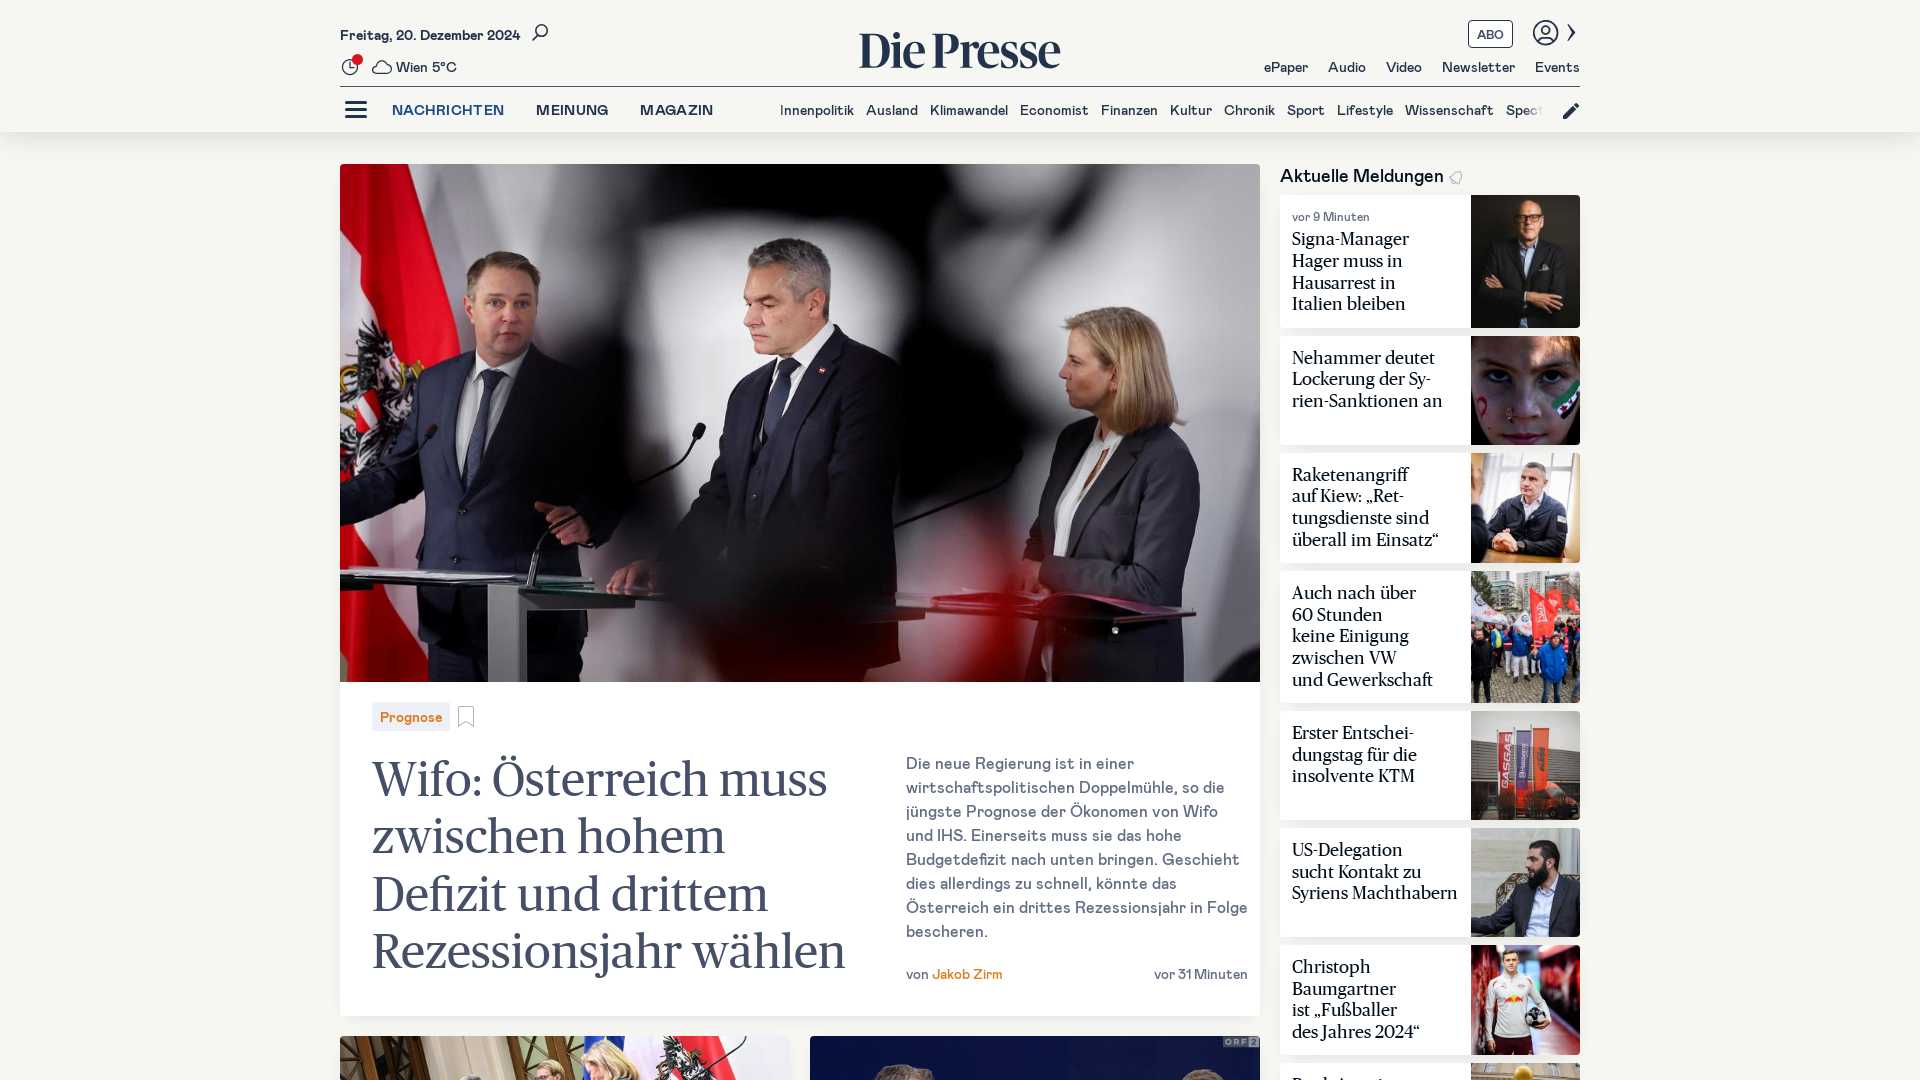 Freitag, 20. Dezember 2024
Wien 5°C
Die Presse
ABO
ePaper Audio Video Newsletter Events
NACHRICHTEN MEINUNG MAGAZIN
Innenpolitik Ausland Klimawandel Economist Finanzen Kultur Chronik Sport Lifestyle Wissenschaft Spect
Prognose
Wifo: Österreich muss
zwischen hohem
Defizit und drittem
Rezessionsjahr wählen
Die neue Regierung ist in einer
wirtschaftspolitischen Doppelmühle, so die
jüngste Prognose der Ökonomen von Wifo
und IHS. Einerseits muss sie das hohe
Budgetdefizit nach unten bringen. Geschieht
dies allerdings zu schnell, könnte das
Österreich ein drittes Rezessionsjahr in Folge
bescheren.
von Jakob Zirm
vor 31 Minuten
ORF 2
Aktuelle Meldungen
vor 9 Minuten
Signa-Manager
Hager muss in
Hausarrest in
Italien bleiben
Nehammer deutet
Lockerung der Sy-
rien-Sanktionen an
Raketenangriff
auf Kiew: „Ret-
tungsdienste sind
überall im Einsatz“
Auch nach über
60 Stunden
keine Einigung
zwischen VW
und Gewerkschaft
Erster Entschei-
dungstag für die
insolvente KTM
GASGAS
US-Delegation
sucht Kontakt zu
Syriens Machthabern
Christoph
Baumgartner
ist „Fußballer
des Jahres 2024“